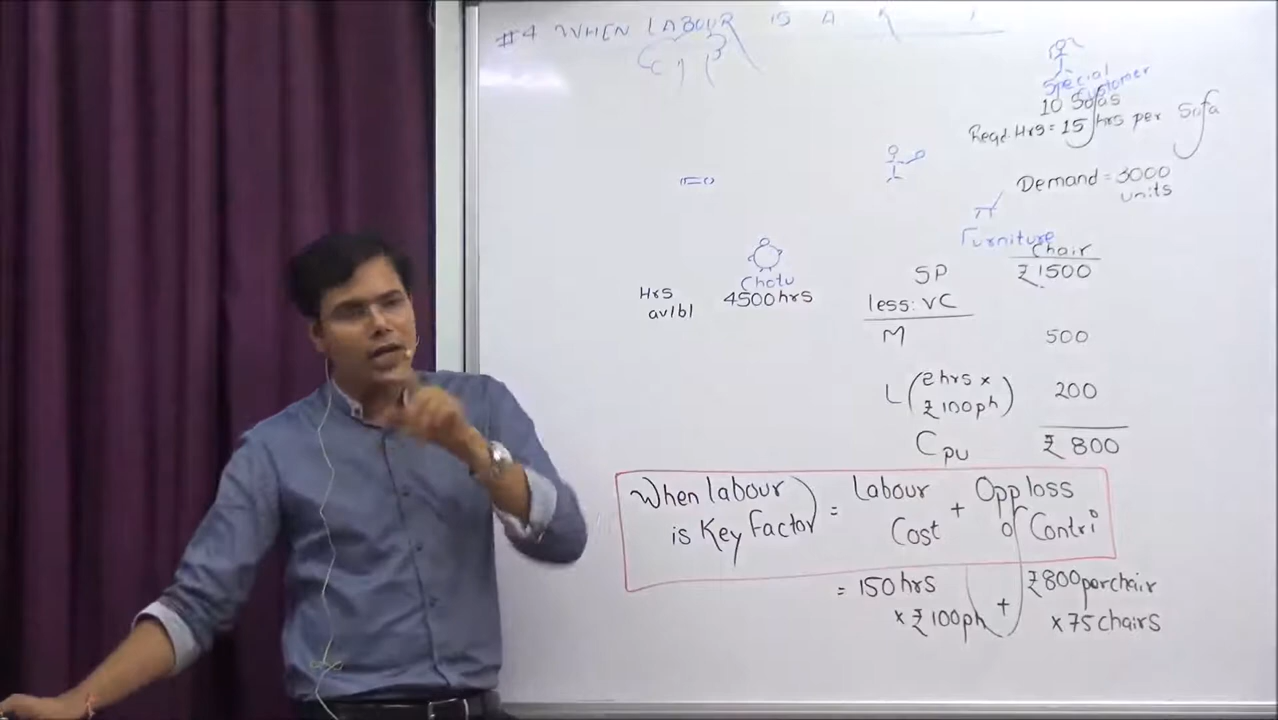 #4 WHEN LABOUR IS A
Special
Customer
10 Sofas
Reqd. Hrs = 15 hrs per Sofa
Demand = 3000
units
Furniture
Chair
SP ₹1500
less: VC
M 500
Chotu
Hrs
avlbl
4500hrs
L (2 hrs x
₹100ph) 200
Cpu ₹800
When labour
is Key Factor) = Labour
Cost + Opp loss
of Contri
= 150 hrs
x ₹100ph + ₹800 per chair
x 75 chairs